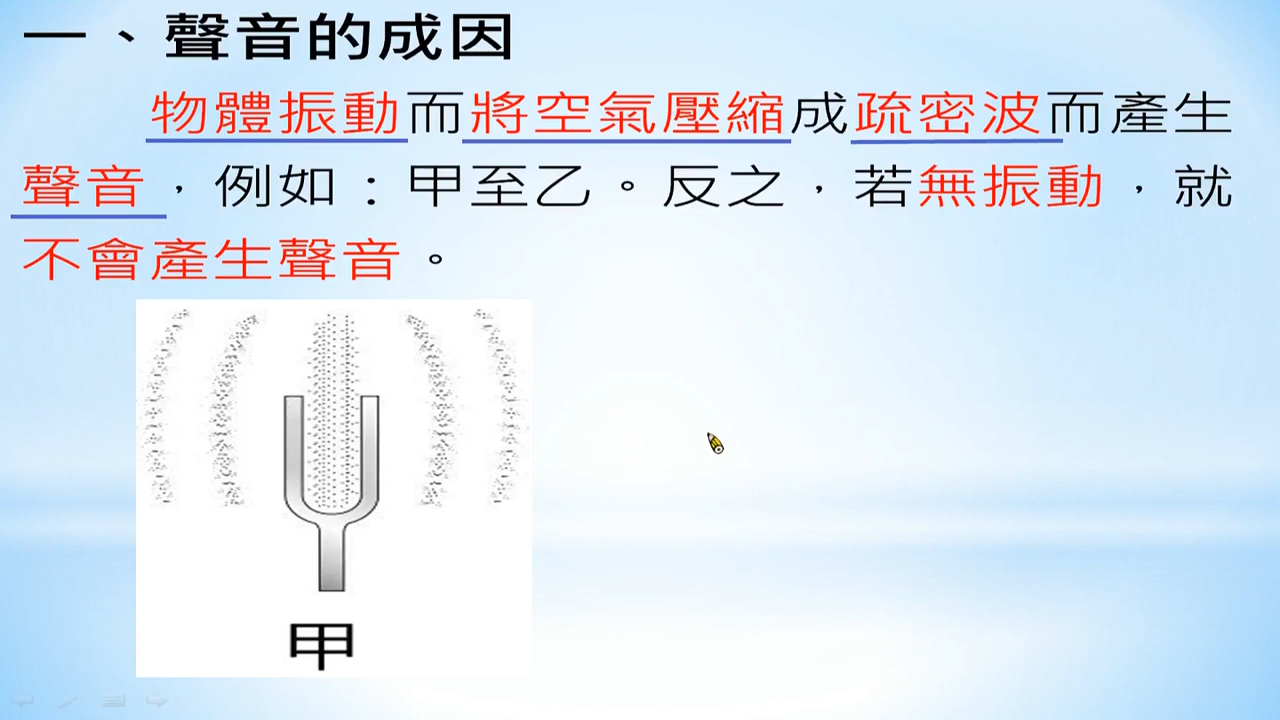 一、聲音的成因
物體振動而將空氣壓縮成疏密波而產生
聲音，例如：甲至乙。反之，若無振動，就
不會產生聲音。
甲